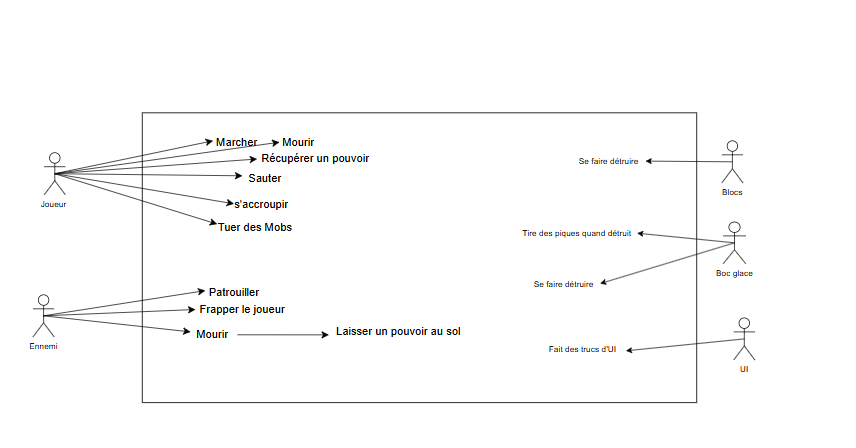 Marcher
Mourir
Récupérer un pouvoir
Sauter
s'accroupir
Tuer des Mobs
Joueur
Patrouiller
Frapper le joueur
Mourir
Laisser un pouvoir au sol
Ennemi
Se faire détruire
Blocs
Tire des piques quand détruit
Se faire détruire
Boc glace
Fait des trucs d'UI
UI